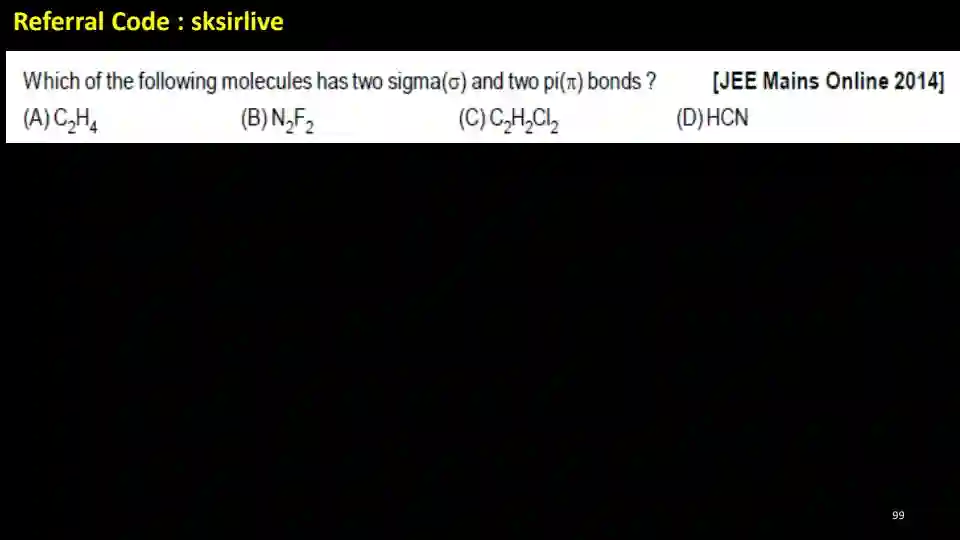 Referral Code : sksirlive
Which of the following molecules has two sigma(σ) and two pi(π) bonds ? [JEE Mains Online 2014]
(A) C₂H₄ (B) N₂F₂ (C) C₂H₂Cl₂ (D) HCN
99